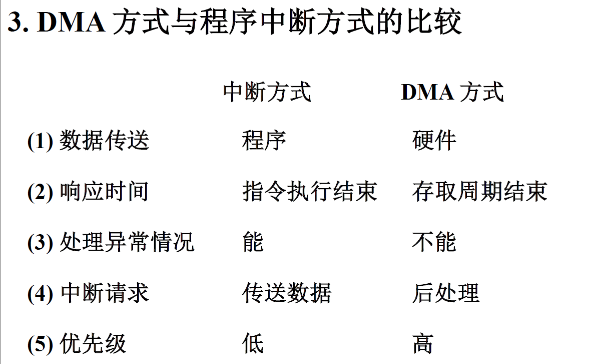 3. DMA 方式与程序中断方式的比较
中断方式 DMA 方式
(1) 数据传送 程序 硬件
(2) 响应时间 指令执行结束 存取周期结束
(3) 处理异常情况 能 不能
(4) 中断请求 传送数据 后处理
(5) 优先级 低 高